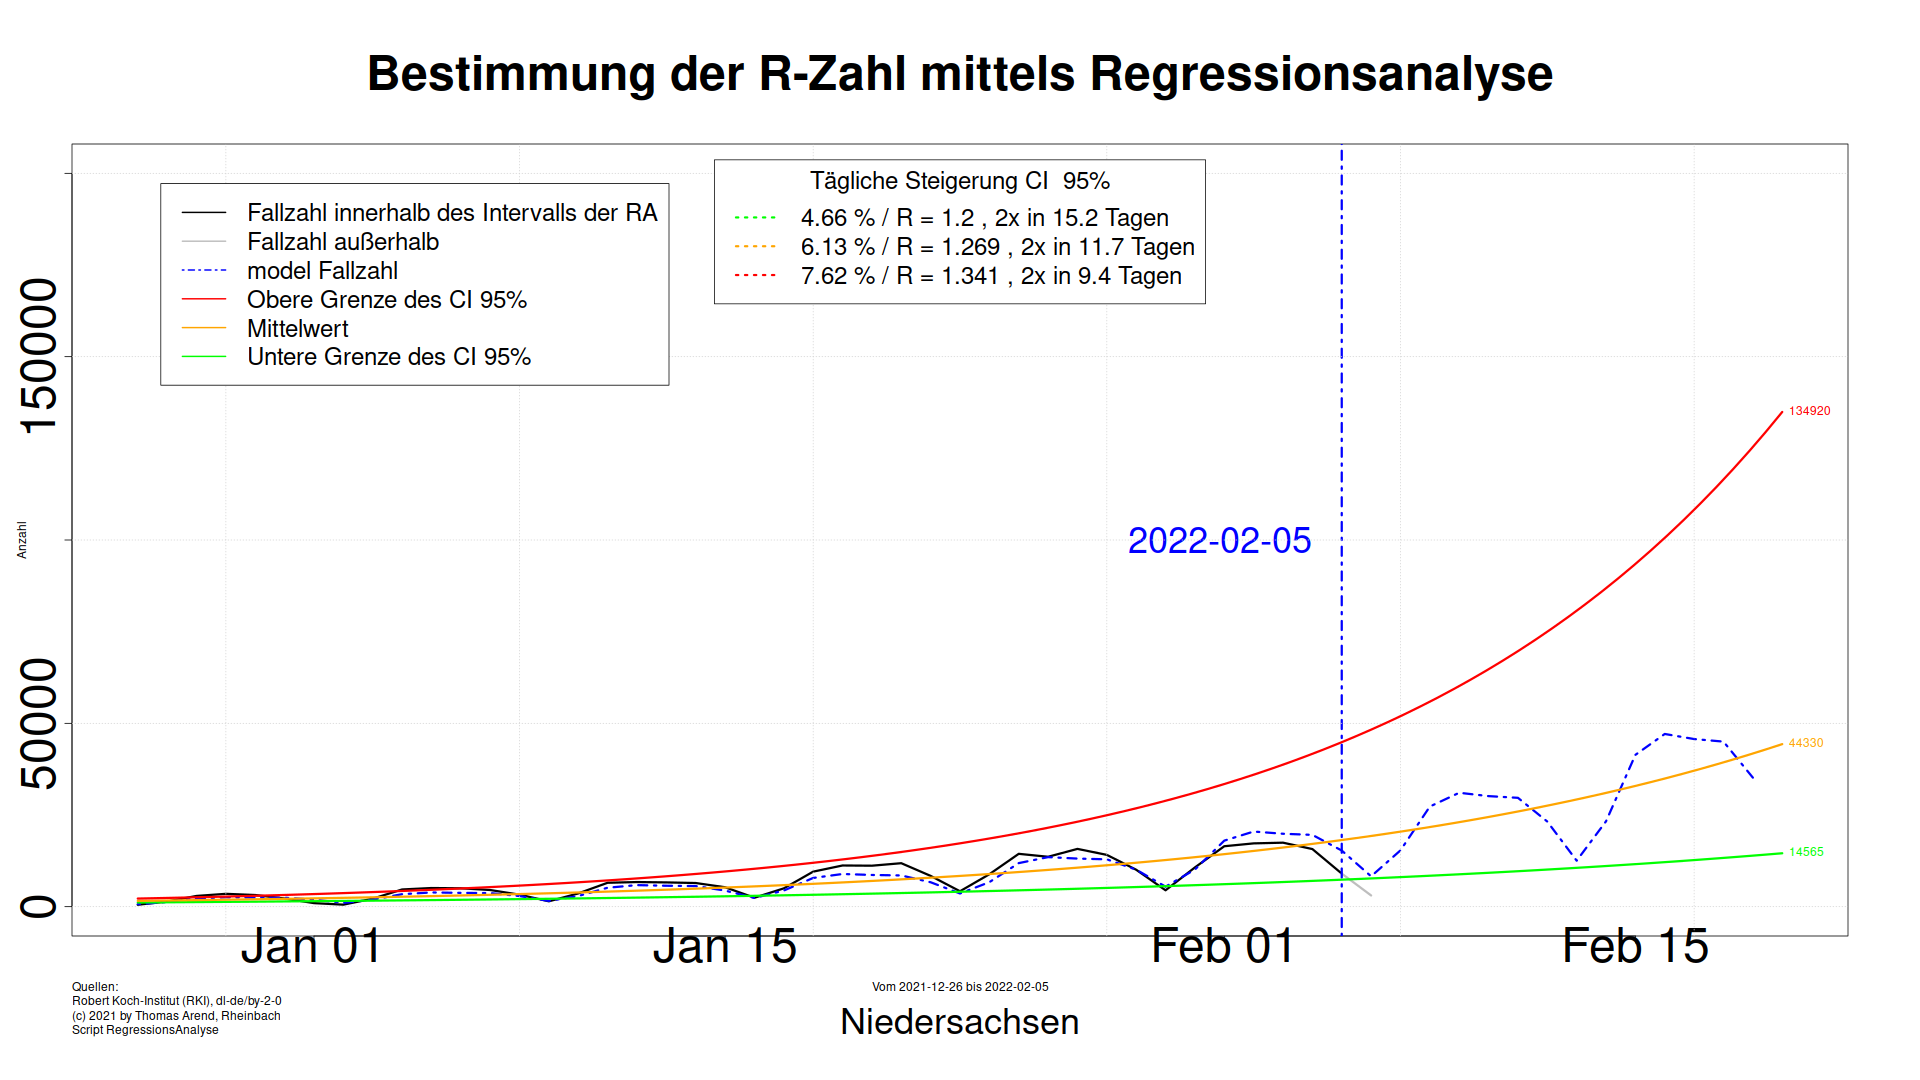 Bestimmung der R-Zahl mittels Regressionsanalyse
Fallzahl innerhalb des Intervalls der RA
Fallzahl außerhalb
model Fallzahl
Obere Grenze des CI 95%
Mittelwert
Untere Grenze des CI 95%
Tägliche Steigerung CI  95%
4.66 % / R = 1.2 , 2x in 15.2 Tagen
6.13 % / R = 1.269 , 2x in 11.7 Tagen
7.62 % / R = 1.341 , 2x in 9.4 Tagen
150000
50000
0
Anzahl
2022-02-05
134920
44330
14565
Jan 01
Jan 15
Feb 01
Feb 15
Quellen:
Robert Koch-Institut (RKI), dl-de/by-2-0
(c) 2021 by Thomas Arend, Rheinbach
Script RegressionsAnalyse
Vom 2021-12-26 bis 2022-02-05
Niedersachsen